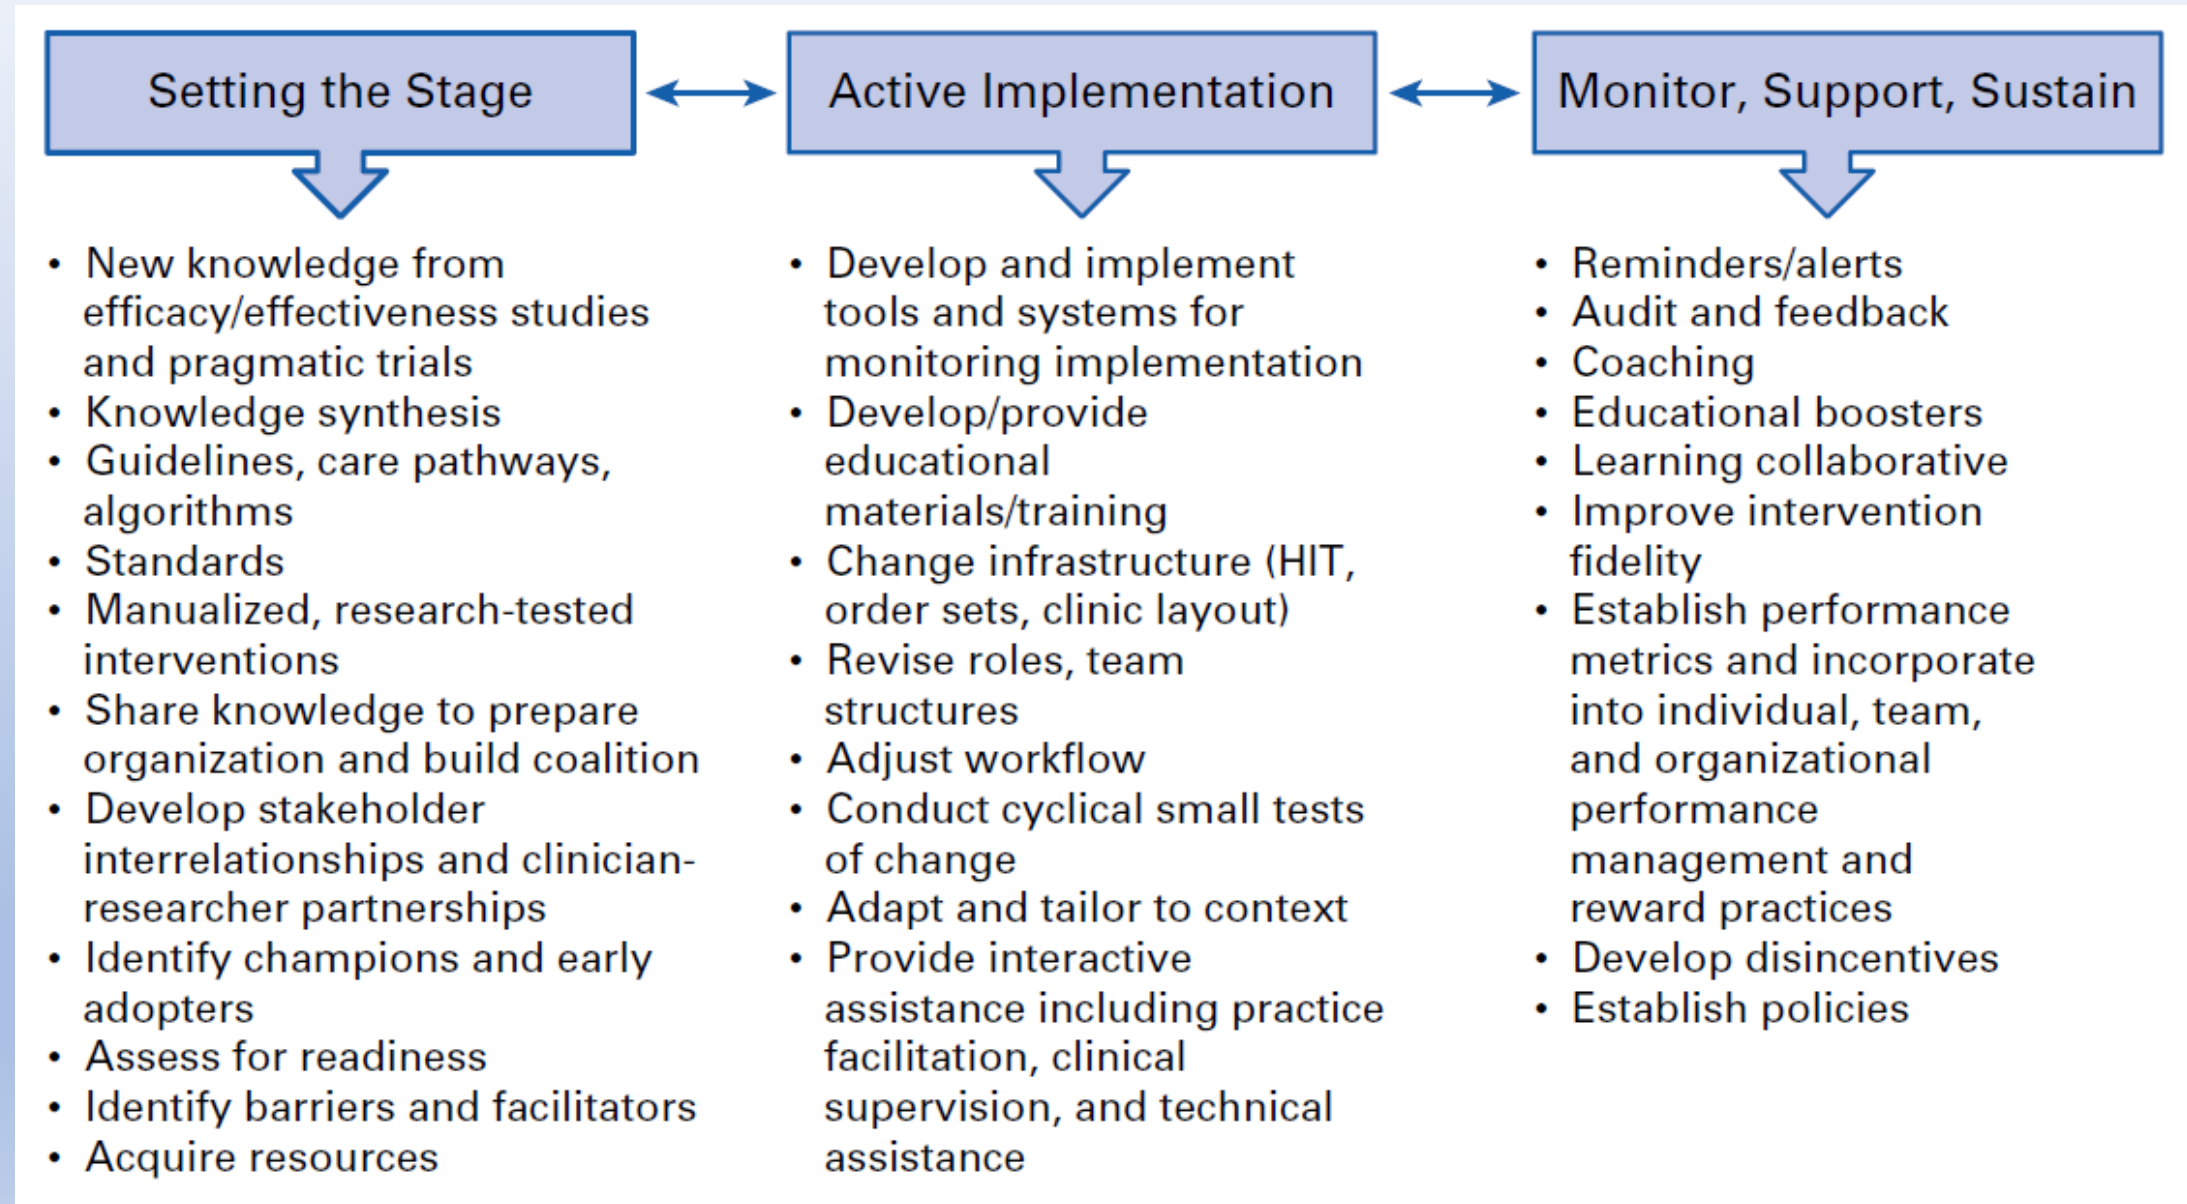 Setting the Stage
Active Implementation
Monitor, Support, Sustain
• New knowledge from
efficacy/effectiveness studies
and pragmatic trials
• Knowledge synthesis
• Guidelines, care pathways,
algorithms
• Standards
• Manualized, research-tested
interventions
• Share knowledge to prepare
organization and build coalition
• Develop stakeholder
interrelationships and clinician-
researcher partnerships
• Identify champions and early
adopters
• Assess for readiness
• Identify barriers and facilitators
• Acquire resources
• Develop and implement
tools and systems for
monitoring implementation
• Develop/provide
educational
materials/training
• Change infrastructure (HIT,
order sets, clinic layout)
• Revise roles, team
structures
• Adjust workflow
• Conduct cyclical small tests
of change
• Adapt and tailor to context
• Provide interactive
assistance including practice
facilitation, clinical
supervision, and technical
assistance
• Reminders/alerts
• Audit and feedback
• Coaching
• Educational boosters
• Learning collaborative
• Improve intervention
fidelity
• Establish performance
metrics and incorporate
into individual, team,
and organizational
performance
management and
reward practices
• Develop disincentives
• Establish policies